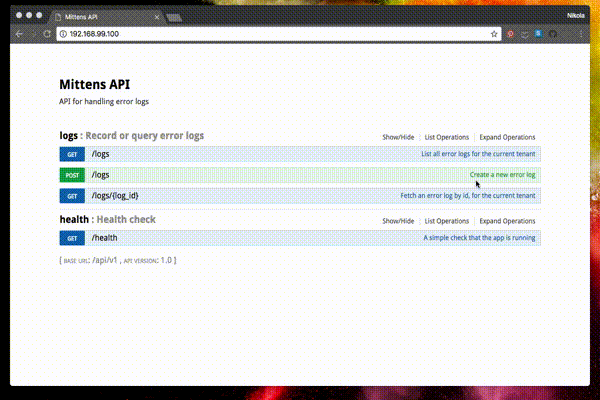 Mittens API
Nikola
192.168.99.100
Mittens API
API for handling error logs
logs : Record or query error logs
Show/Hide List Operations Expand Operations
GET /logs List all error logs for the current tenant
POST /logs Create a new error log
GET /logs/{log_id} Fetch an error log by id, for the current tenant
health : Health check
Show/Hide List Operations Expand Operations
GET /health A simple check that the app is running
[ BASE URL: /api/v1 , API VERSION: 1.0 ]